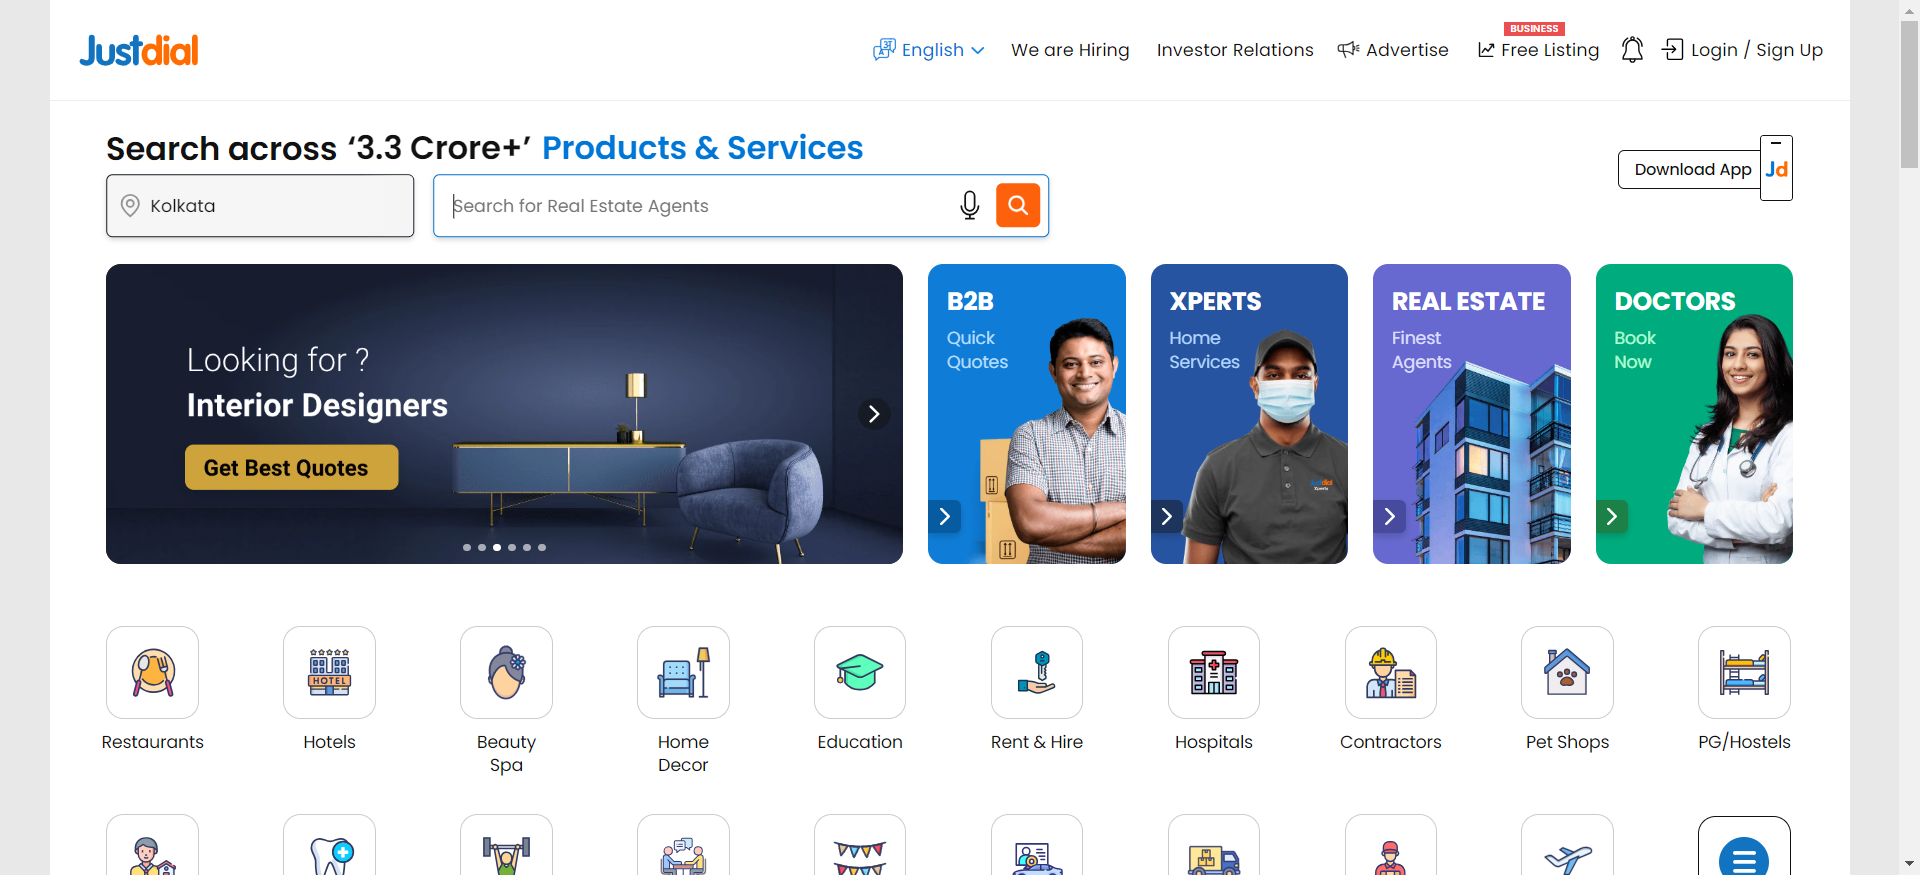 Justdial
English
We are Hiring
Investor Relations
Advertise
BUSINESS
Free Listing
Login / Sign Up
Search across ‘3.3 Crore+’ Products & Services
Download App
Jd
Kolkata
Search for Real Estate Agents
Looking for ?
Interior Designers
Get Best Quotes
B2B
Quick
Quotes
XPERTS
Home
Services
Justdial
Xperts
REAL ESTATE
Finest
Agents
DOCTORS
Book
Now
HOTEL
Restaurants
Hotels
Beauty
Spa
Home
Decor
Education
Rent & Hire
Hospitals
Contractors
Pet Shops
PG/Hostels